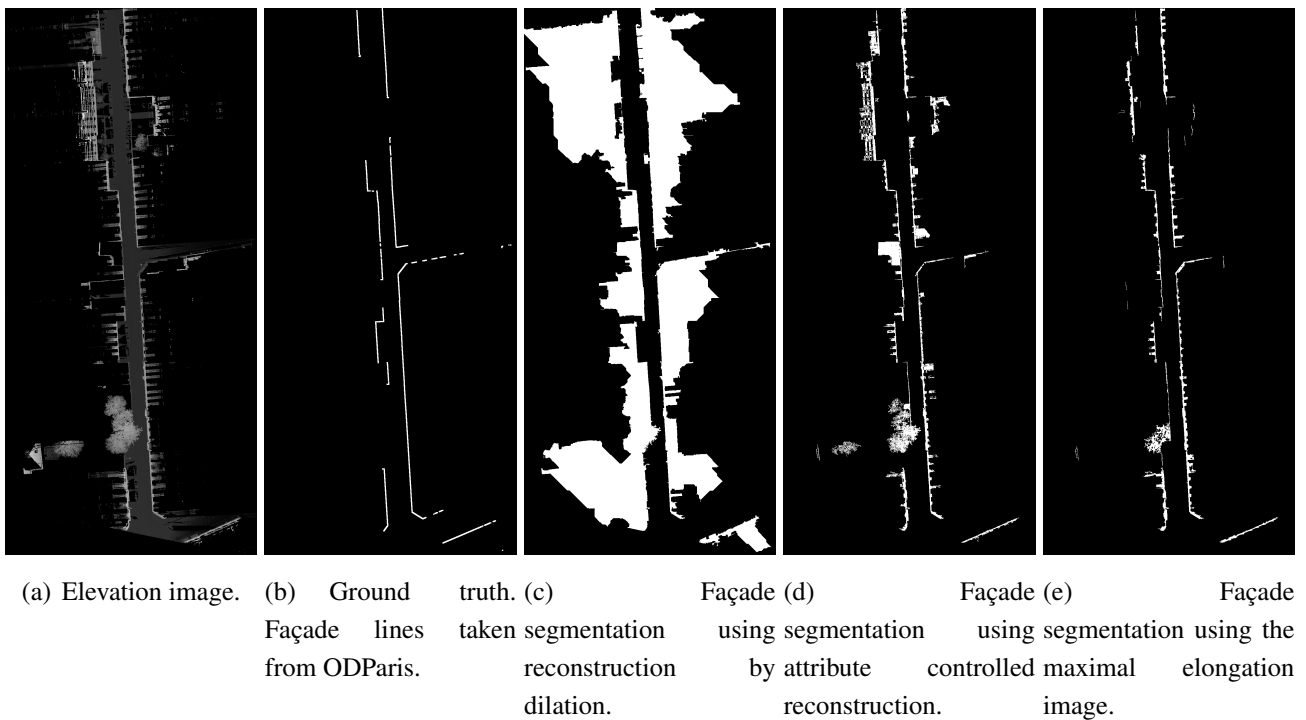 (a) Elevation image.
(b) Ground truth.
Façade lines taken
from ODParis.
(c) Façade
segmentation using
reconstruction by
dilation.
(d) Façade
segmentation using
attribute controlled
reconstruction.
(e) Façade
segmentation using the
maximal elongation
image.